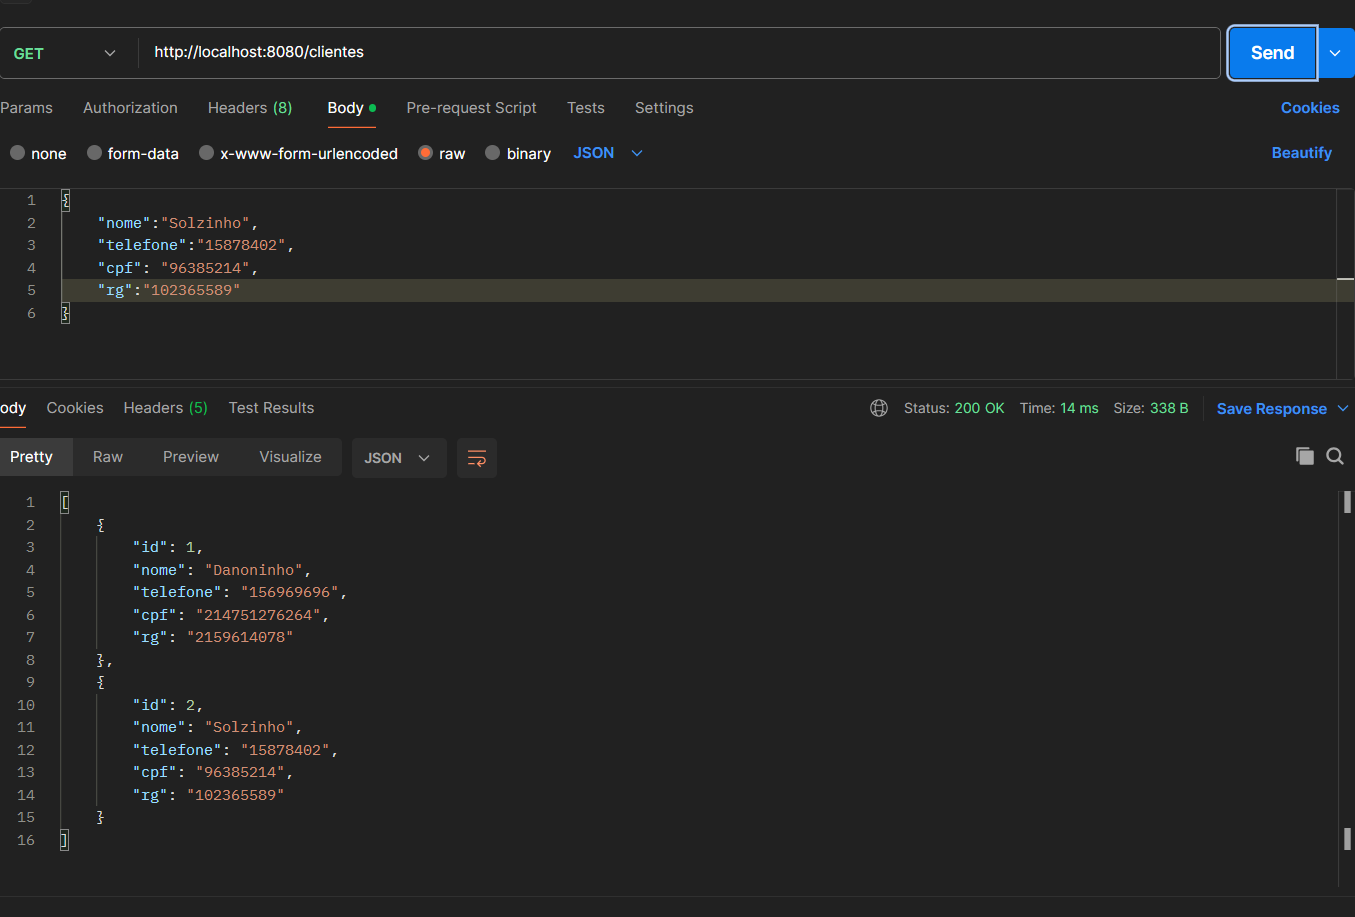 GET http://localhost:8080/clientes Send
Params Authorization Headers (8) Body Pre-request Script Tests Settings Cookies
none form-data x-www-form-urlencoded raw binary JSON Beautify
1 {
2 "nome":"Solzinho",
3 "telefone":"15878402",
4 "cpf": "96385214",
5 "rg":"102365589"
6 }
ody Cookies Headers (5) Test Results Status: 200 OK Time: 14 ms Size: 338 B Save Response
Pretty Raw Preview Visualize JSON
1 [
2 {
3 "id": 1,
4 "nome": "Danoninho",
5 "telefone": "156969696",
6 "cpf": "214751276264",
7 "rg": "2159614078"
8 },
9 {
10 "id": 2,
11 "nome": "Solzinho",
12 "telefone": "15878402",
13 "cpf": "96385214",
14 "rg": "102365589"
15 }
16 ]